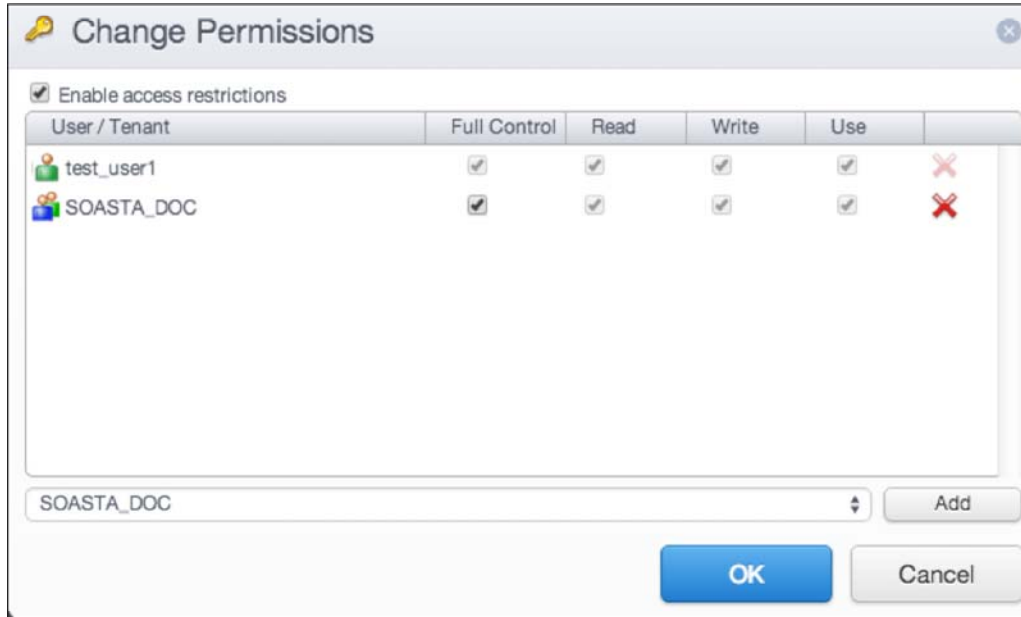 Change Permissions
Enable access restrictions
User / Tenant Full Control Read Write Use
test_user1
SOASTA_DOC
SOASTA_DOC Add
OK Cancel